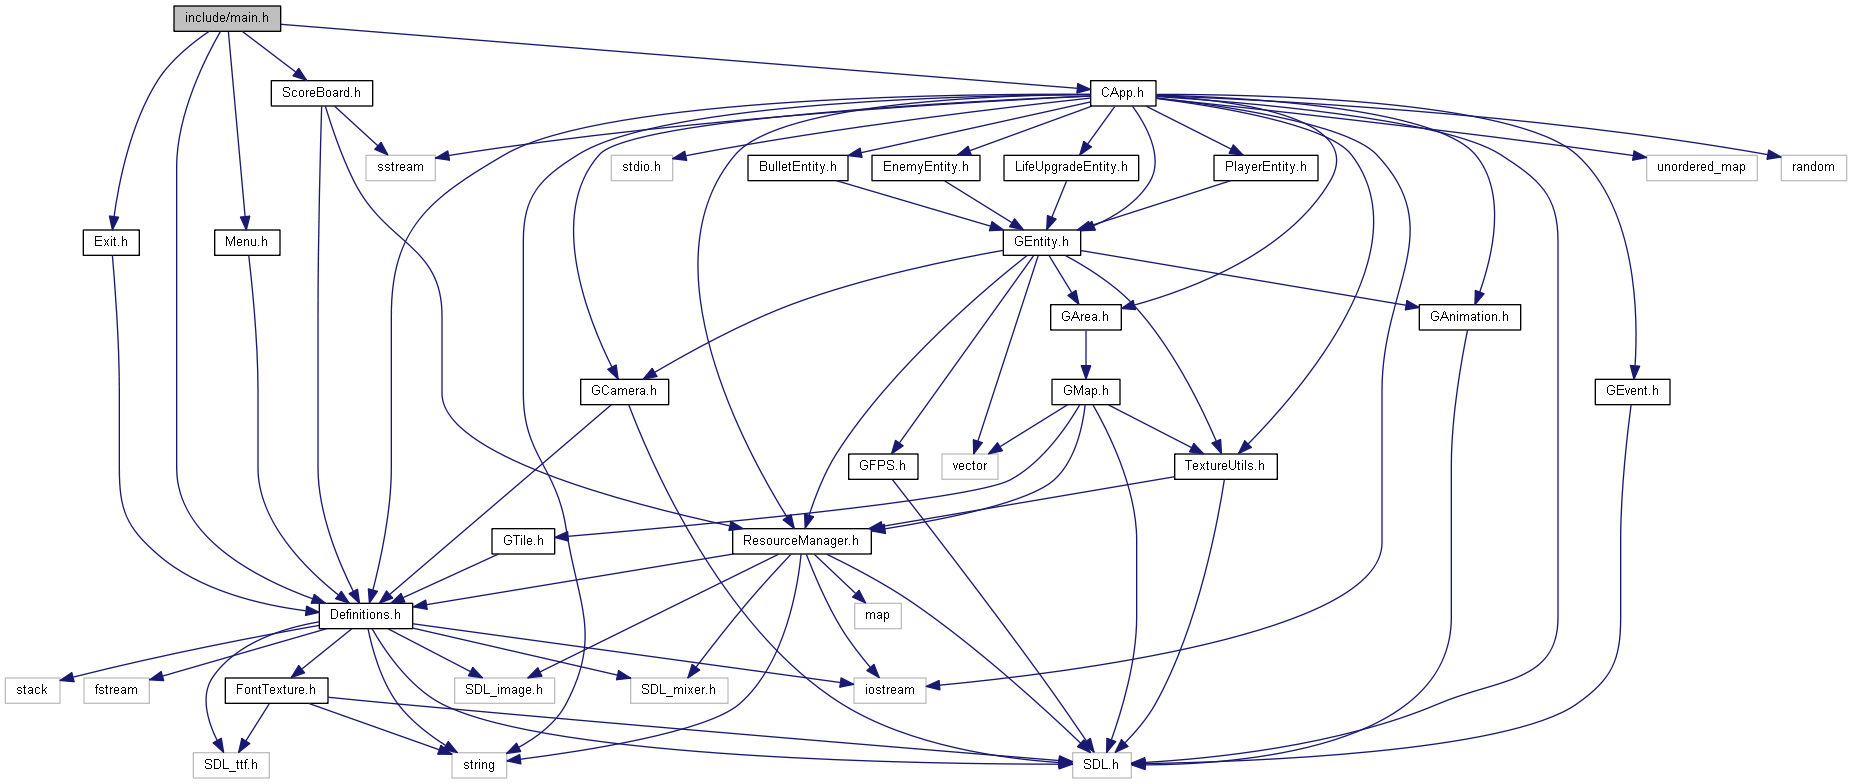 include/main.h
ScoreBoard.h
CApp.h
sstream
stdio.h
BulletEntity.h
EnemyEntity.h
LifeUpgradeEntity.h
PlayerEntity.h
unordered_map
random
Exit.h
Menu.h
GEntity.h
GArea.h
GAnimation.h
GCamera.h
GMap.h
GEvent.h
GFPS.h
vector
TextureUtils.h
GTile.h
ResourceManager.h
Definitions.h
map
stack
fstream
FontTexture.h
SDL_image.h
SDL_mixer.h
iostream
SDL_ttf.h
string
SDL.h